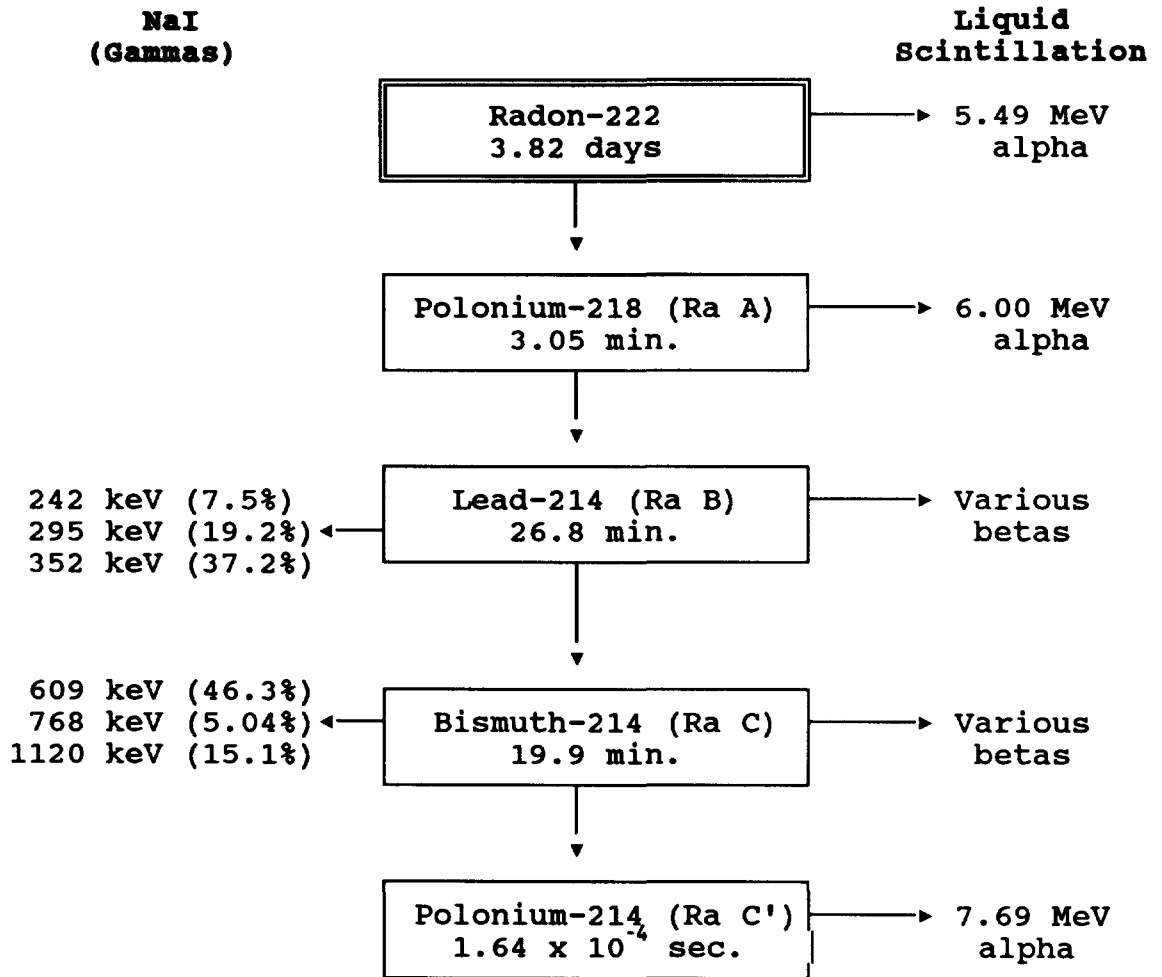 NaI
(Gammas)
Liquid
Scintillation
Radon-222
3.82 days
5.49 MeV
alpha
Polonium-218 (Ra A)
3.05 min.
6.00 MeV
alpha
242 keV (7.5%)
295 keV (19.2%)
352 keV (37.2%)
Lead-214 (Ra B)
26.8 min.
Various
betas
609 keV (46.3%)
768 keV (5.04%)
1120 keV (15.1%)
Bismuth-214 (Ra C)
19.9 min.
Various
betas
Polonium-214 (Ra C')
1.64 x 10⁻⁴ sec.
7.69 MeV
alpha